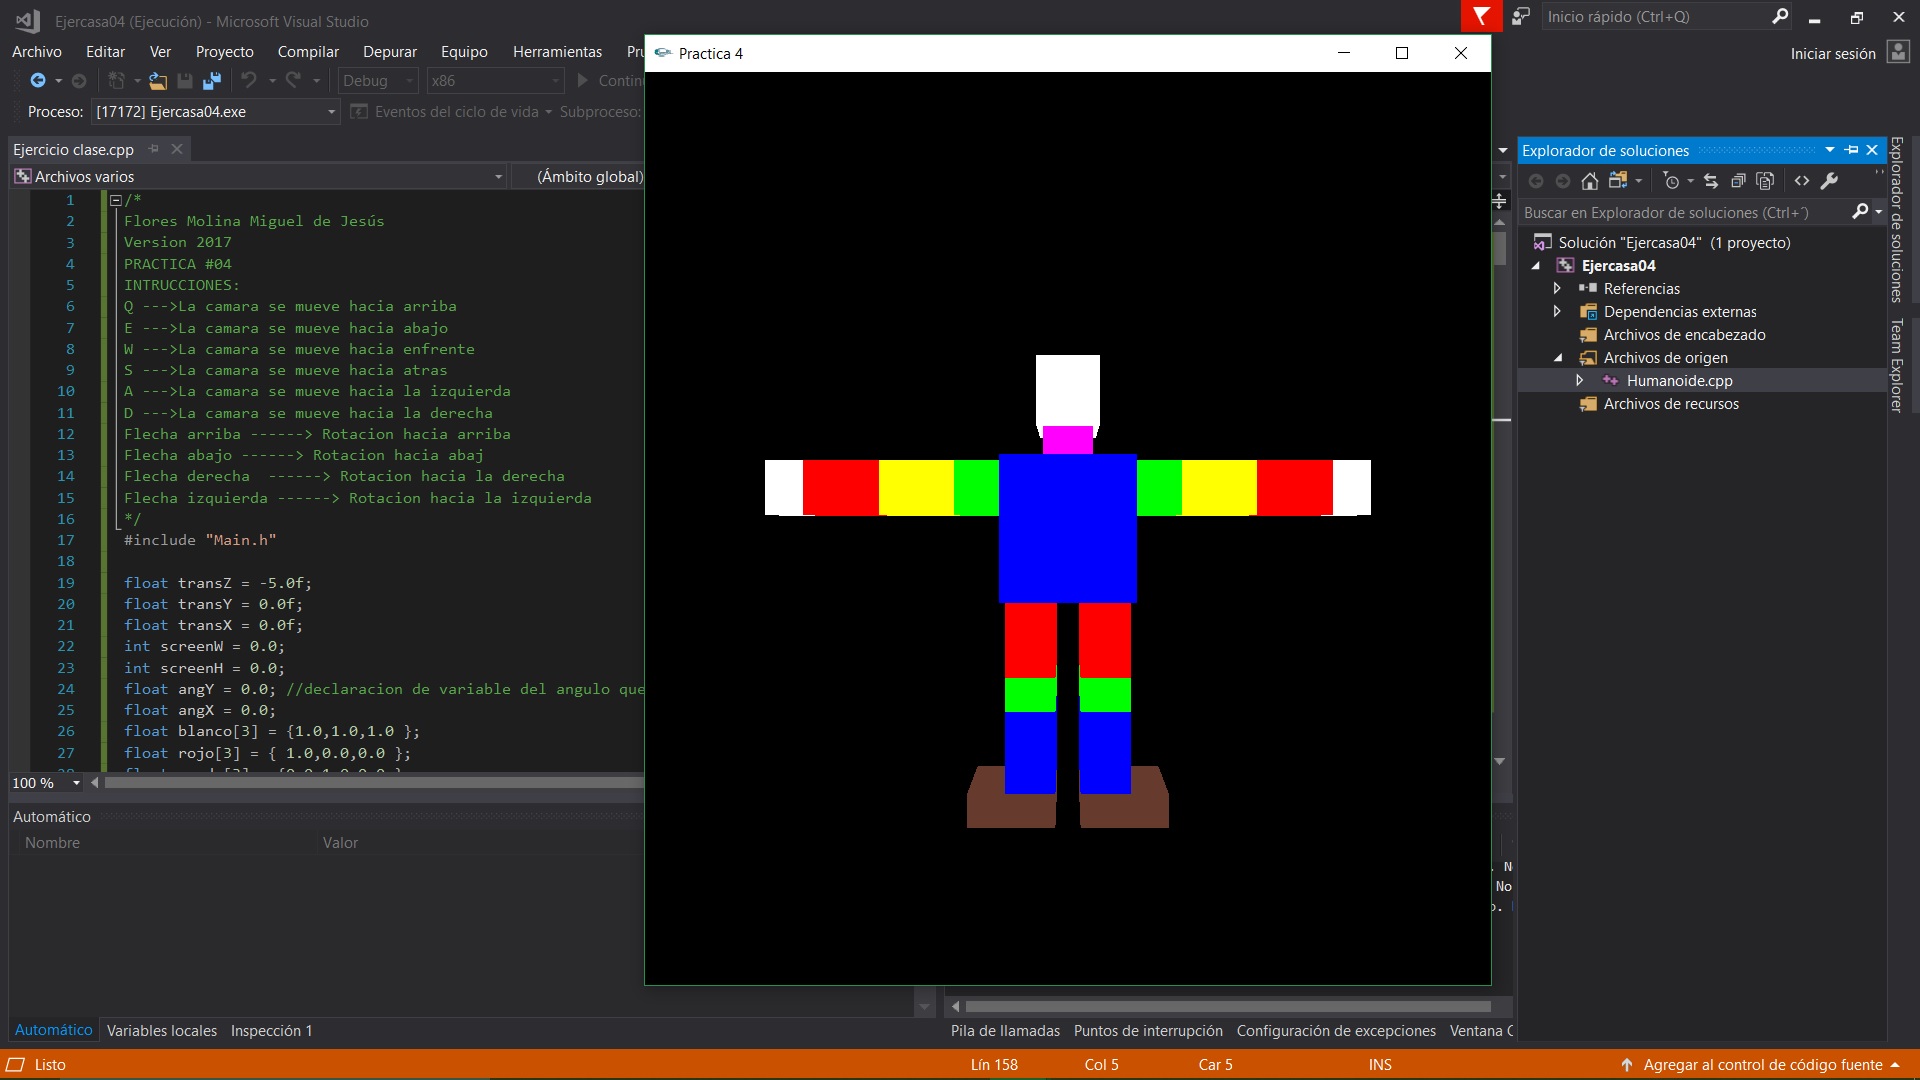 Ejercasa04 (Ejecución) - Microsoft Visual Studio
Inicio rápido (Ctrl+Q)
Archivo Editar Ver Proyecto Compilar Depurar Equipo Herramientas
Iniciar sesión
Practica 4
Debug x86
Proceso: [17172] Ejercasa04.exe Eventos del ciclo de vida Subproceso:
Ejercicio clase.cpp
Archivos varios (Ámbito global)
1 /*
2 Flores Molina Miguel de Jesús
3 Version 2017
4 PRACTICA #04
5 INTRUCCIONES:
6 Q --->La camara se mueve hacia arriba
7 E --->La camara se mueve hacia abajo
8 W --->La camara se mueve hacia enfrente
9 S --->La camara se mueve hacia atras
10 A --->La camara se mueve hacia la izquierda
11 D --->La camara se mueve hacia la derecha
12 Flecha arriba ------> Rotacion hacia arriba
13 Flecha abajo ------> Rotacion hacia abaj
14 Flecha derecha  ------> Rotacion hacia la derecha
15 Flecha izquierda ------> Rotacion hacia la izquierda
16 */
17 #include "Main.h"
18
19 float transZ = -5.0f;
20 float transY = 0.0f;
21 float transX = 0.0f;
22 int screenW = 0.0;
23 int screenH = 0.0;
24 float angY = 0.0; //declaracion de variable del angulo que
25 float angX = 0.0;
26 float blanco[3] = {1.0,1.0,1.0 };
27 float rojo[3] = { 1.0,0.0,0.0 };
100 %
Automático
Nombre Valor
Automático Variables locales Inspección 1
Pila de llamadas Puntos de interrupción Configuración de excepciones Ventana
Explorador de soluciones
Buscar en Explorador de soluciones (Ctrl+´)
Solución "Ejercasa04" (1 proyecto)
Ejercasa04
Referencias
Dependencias externas
Archivos de encabezado
Archivos de origen
Humanoide.cpp
Archivos de recursos
Explorador de soluciones
Team Explorer
Listo Lín 158 Col 5 Car 5 INS Agregar al control de código fuente